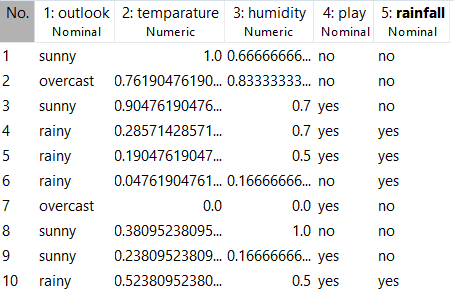 No. 1: outlook 2: temparature 3: humidity 4: play 5: rainfall
Nominal Numeric Numeric Nominal Nominal
1 sunny 1.0 0.66666666... no no
2 overcast 0.76190476190... 0.83333333... no no
3 sunny 0.90476190476... 0.7 yes no
4 rainy 0.28571428571... 0.7 yes yes
5 rainy 0.19047619047... 0.5 yes yes
6 rainy 0.04761904761... 0.16666666... no yes
7 overcast 0.0 0.0 yes no
8 sunny 0.38095238095... 1.0 no no
9 sunny 0.23809523809... 0.16666666... yes no
10 rainy 0.52380952380... 0.5 yes yes